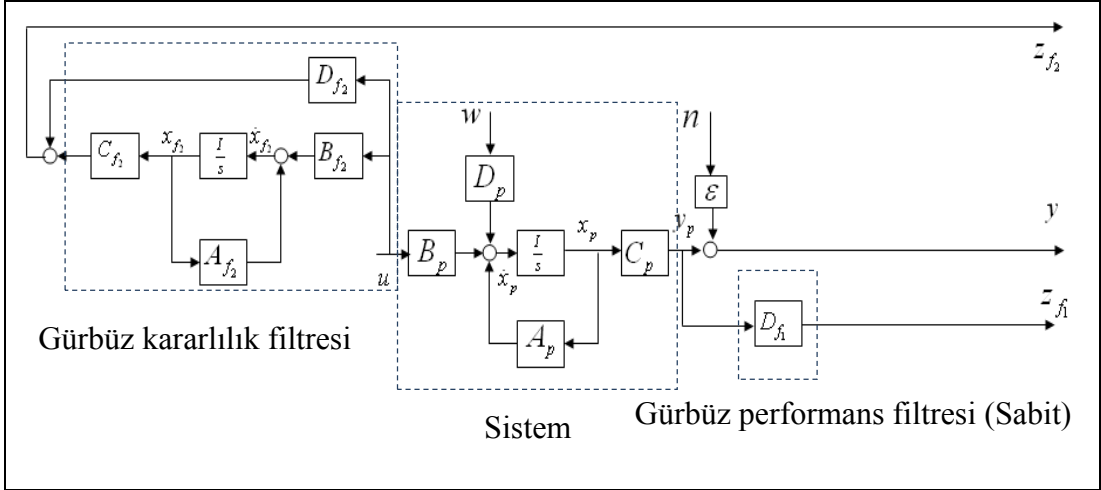 z_{f_2}
D_{f_2}
w
n
C_{f_2}
x_{f_2}
I/s
ẋ_{f_2}
B_{f_2}
D_p
ε
A_{f_2}
u
B_p
ẋ_p
I/s
x_p
C_p
y_p
y
A_p
D_{f_1}
z_{f_1}
Gürbüz kararlılık filtresi
Sistem
Gürbüz performans filtresi (Sabit)